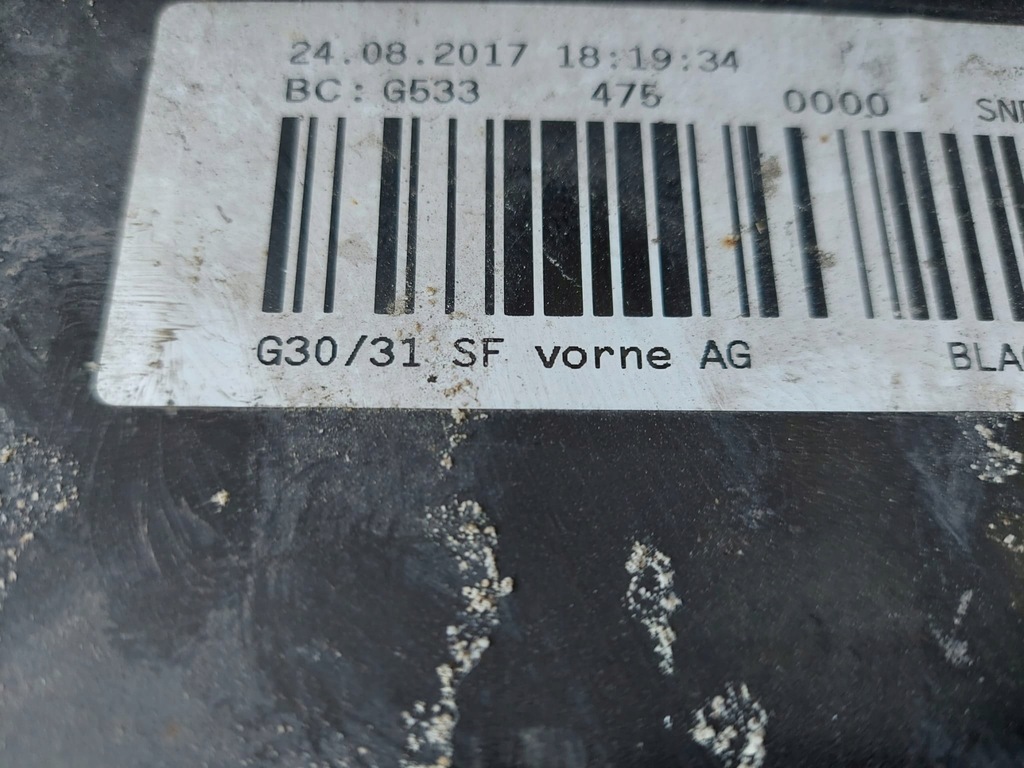 24.08.2017 18:19:34
BC: G533 475 0000
G30/31 SF vorne AG